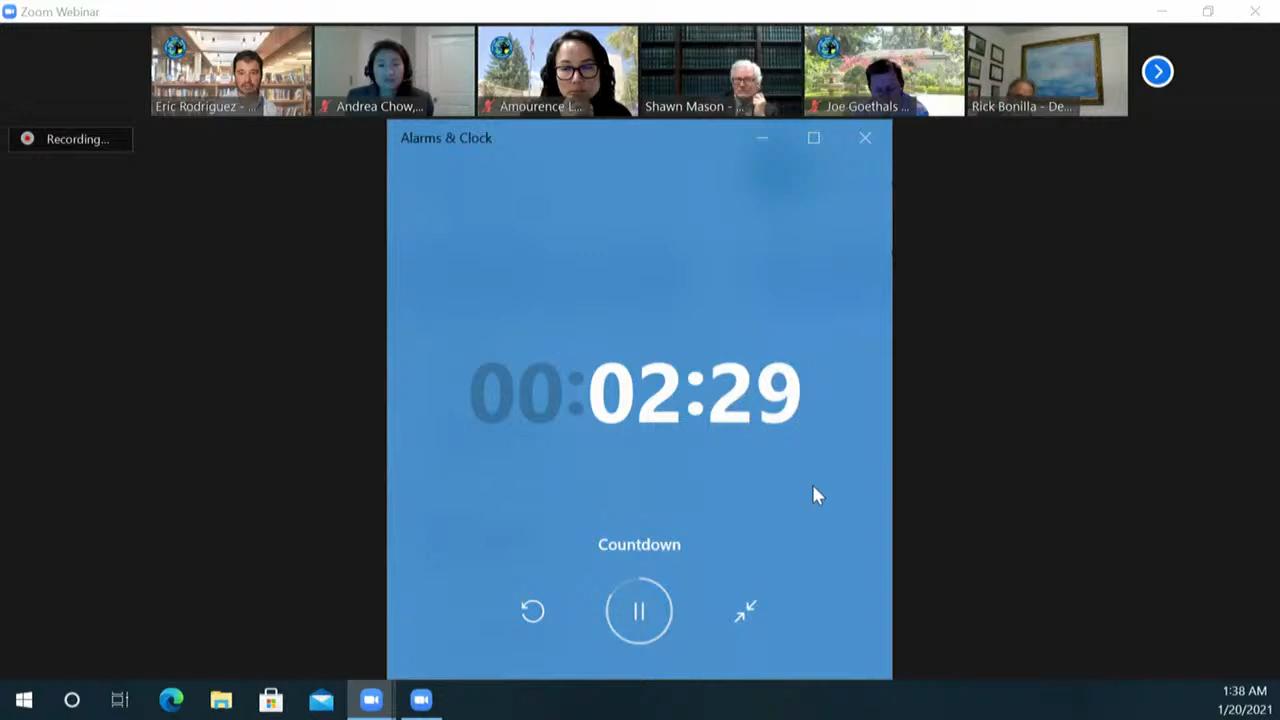 Zoom Webinar
Eric Rodriguez - ...
Andrea Chow,...
Amourence L...
Shawn Mason - ...
Joe Goethals ...
Rick Bonilla - De...
Recording...
Alarms & Clock
00:02:29
Countdown
1:38 AM
1/20/2021